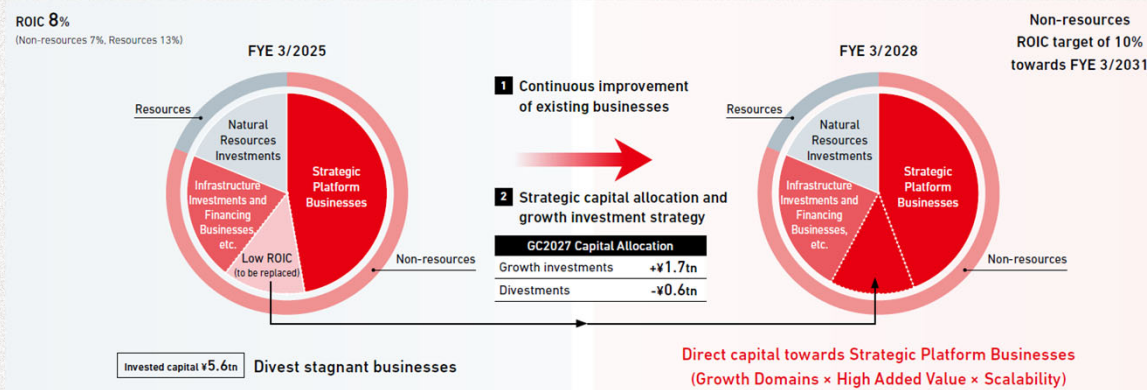 ROIC 8%
(Non-resources 7%, Resources 13%)
FYE 3/2025
Resources
Natural
Resources
Investments
Strategic
Platform
Businesses
Infrastructure
Investments and
Financing
Businesses,
etc.
Low ROIC
(to be replaced)
Non-resources
Invested capital ¥5.6tn
Divest stagnant businesses
1 Continuous improvement
of existing businesses
2 Strategic capital allocation and
growth investment strategy
GC2027 Capital Allocation
Growth investments +¥1.7tn
Divestments -¥0.6tn
FYE 3/2028
Non-resources
ROIC target of 10%
towards FYE 3/2031
Resources
Natural
Resources
Investments
Strategic
Platform
Businesses
Infrastructure
Investments and
Financing
Businesses,
etc.
Non-resources
Direct capital towards Strategic Platform Businesses
(Growth Domains × High Added Value × Scalability)